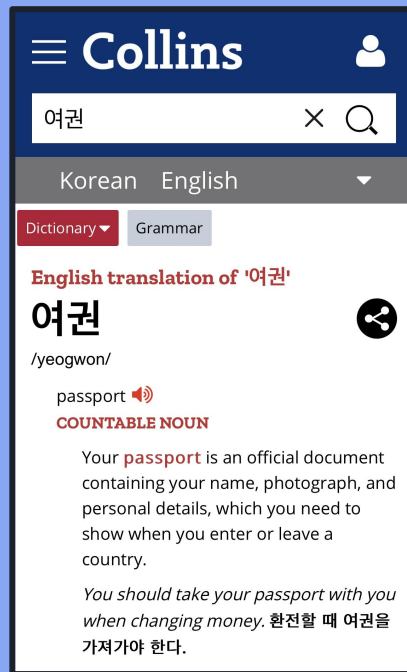 Collins
여권
Korean English
Dictionary Grammar
English translation of '여권'
여권
/yeogwon/
passport
COUNTABLE NOUN
Your passport is an official document
containing your name, photograph, and
personal details, which you need to
show when you enter or leave a
country.
You should take your passport with you
when changing money. 환전할 때 여권을
가져가야 한다.